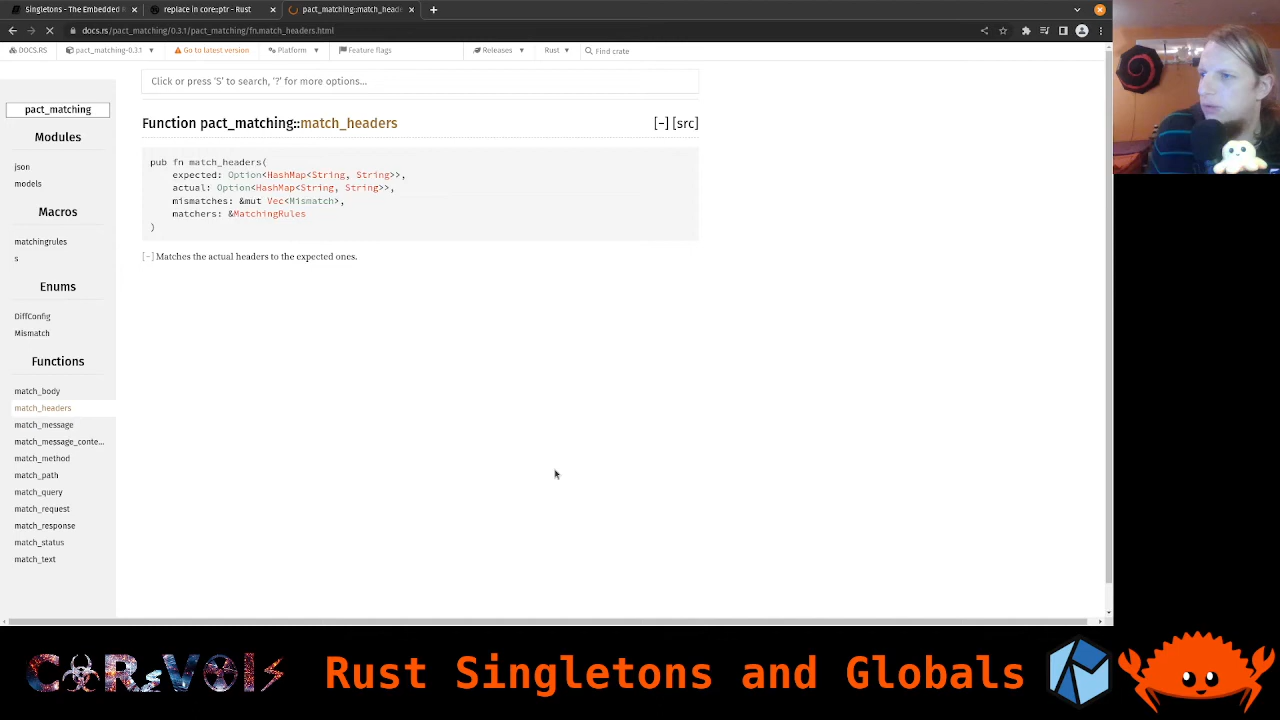 Singletons - The Embedded R
replace in core::ptr - Rust
pact_matching::match_heade
docs.rs/pact_matching/0.3.1/pact_matching/fn.match_headers.html
DOCS.RS
pact_matching-0.3.1
Go to latest version
Platform
Feature flags
Releases
Rust
Find crate
Click or press ‘S’ to search, ‘?’ for more options…
pact_matching
Function pact_matching::match_headers
[−] [src]
Modules
json
models
Macros
matchingrules
s
Enums
DiffConfig
Mismatch
Functions
match_body
match_headers
match_message
match_message_conte...
match_method
match_path
match_query
match_request
match_response
match_status
match_text
pub fn match_headers(
expected: Option<HashMap<String, String>>,
actual: Option<HashMap<String, String>>,
mismatches: &mut Vec<Mismatch>,
matchers: &MatchingRules
)
[−] Matches the actual headers to the expected ones.
CoReVolS
Rust Singletons and Globals